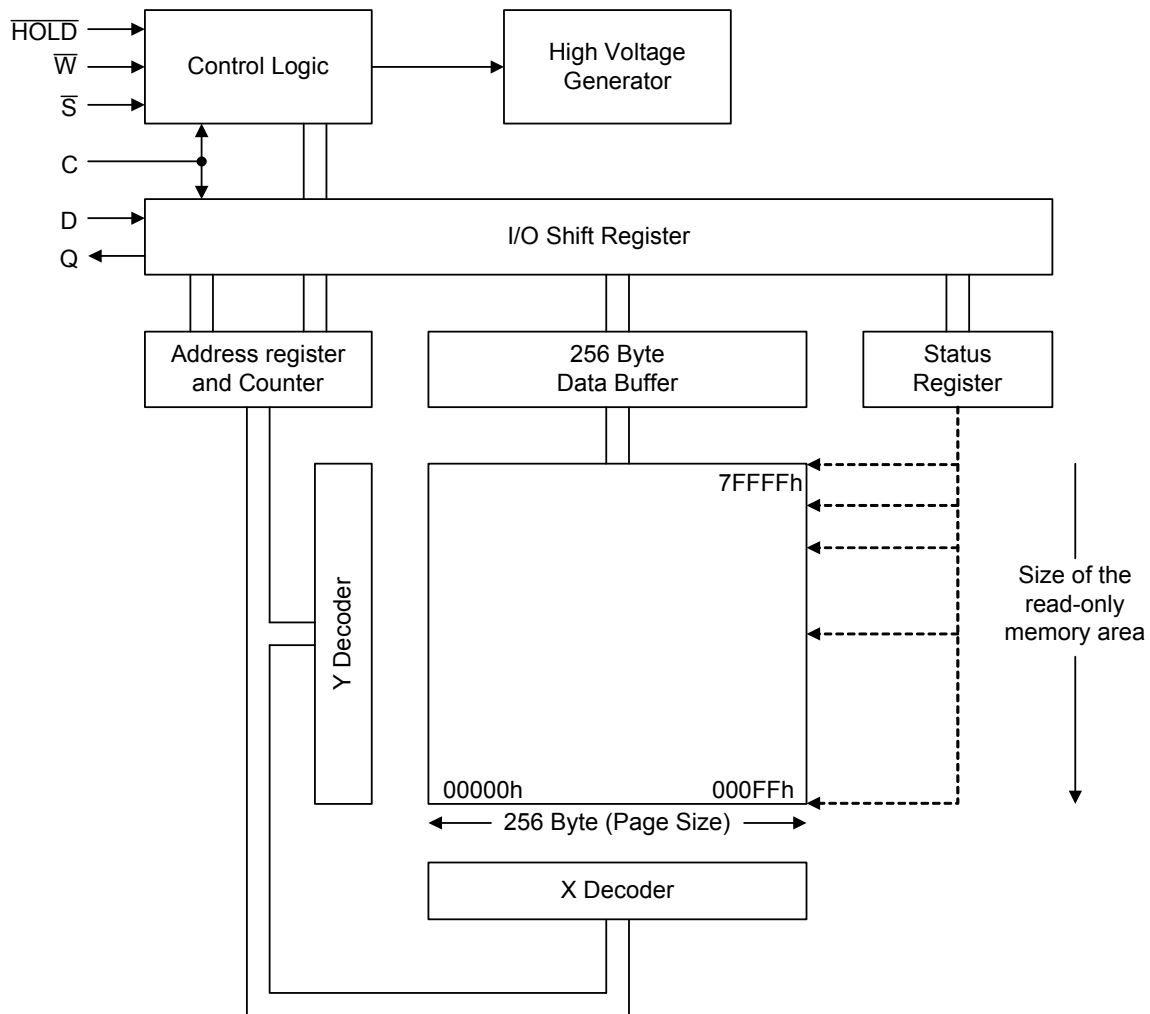 HOLD
W
S
C
D
Q
Control Logic
High Voltage
Generator
I/O Shift Register
Address register
and Counter
256 Byte
Data Buffer
Status
Register
Y Decoder
7FFFFh
00000h
000FFh
256 Byte (Page Size)
X Decoder
Size of the
read-only
memory area